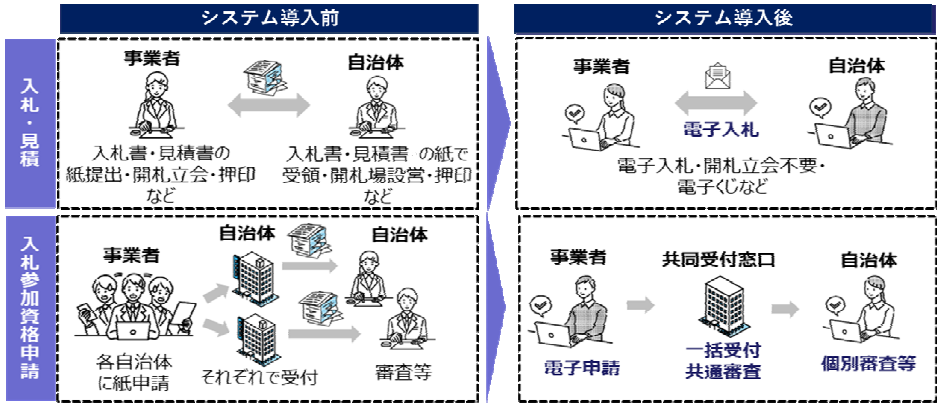 システム導入前
システム導入後
入札・見積
事業者
自治体
入札書・見積書の
紙提出・開札立会・押印
など
入札書・見積書 の紙で
受領・開札場設営・押印
など
事業者
自治体
電子入札
電子入札・開札立会不要・
電子くじなど
入札参加資格申請
事業者
各自治体
に紙申請
自治体
それぞれで受付
自治体
審査等
事業者
電子申請
共同受付窓口
一括受付
共通審査
自治体
個別審査等